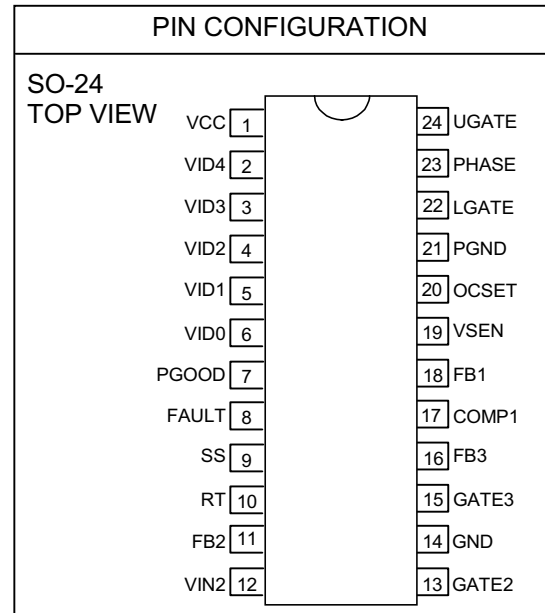 PIN CONFIGURATION
SO-24
TOP VIEW
VCC 1 24 UGATE
VID4 2 23 PHASE
VID3 3 22 LGATE
VID2 4 21 PGND
VID1 5 20 OCSET
VID0 6 19 VSEN
PGOOD 7 18 FB1
FAULT 8 17 COMP1
SS 9 16 FB3
RT 10 15 GATE3
FB2 11 14 GND
VIN2 12 13 GATE2